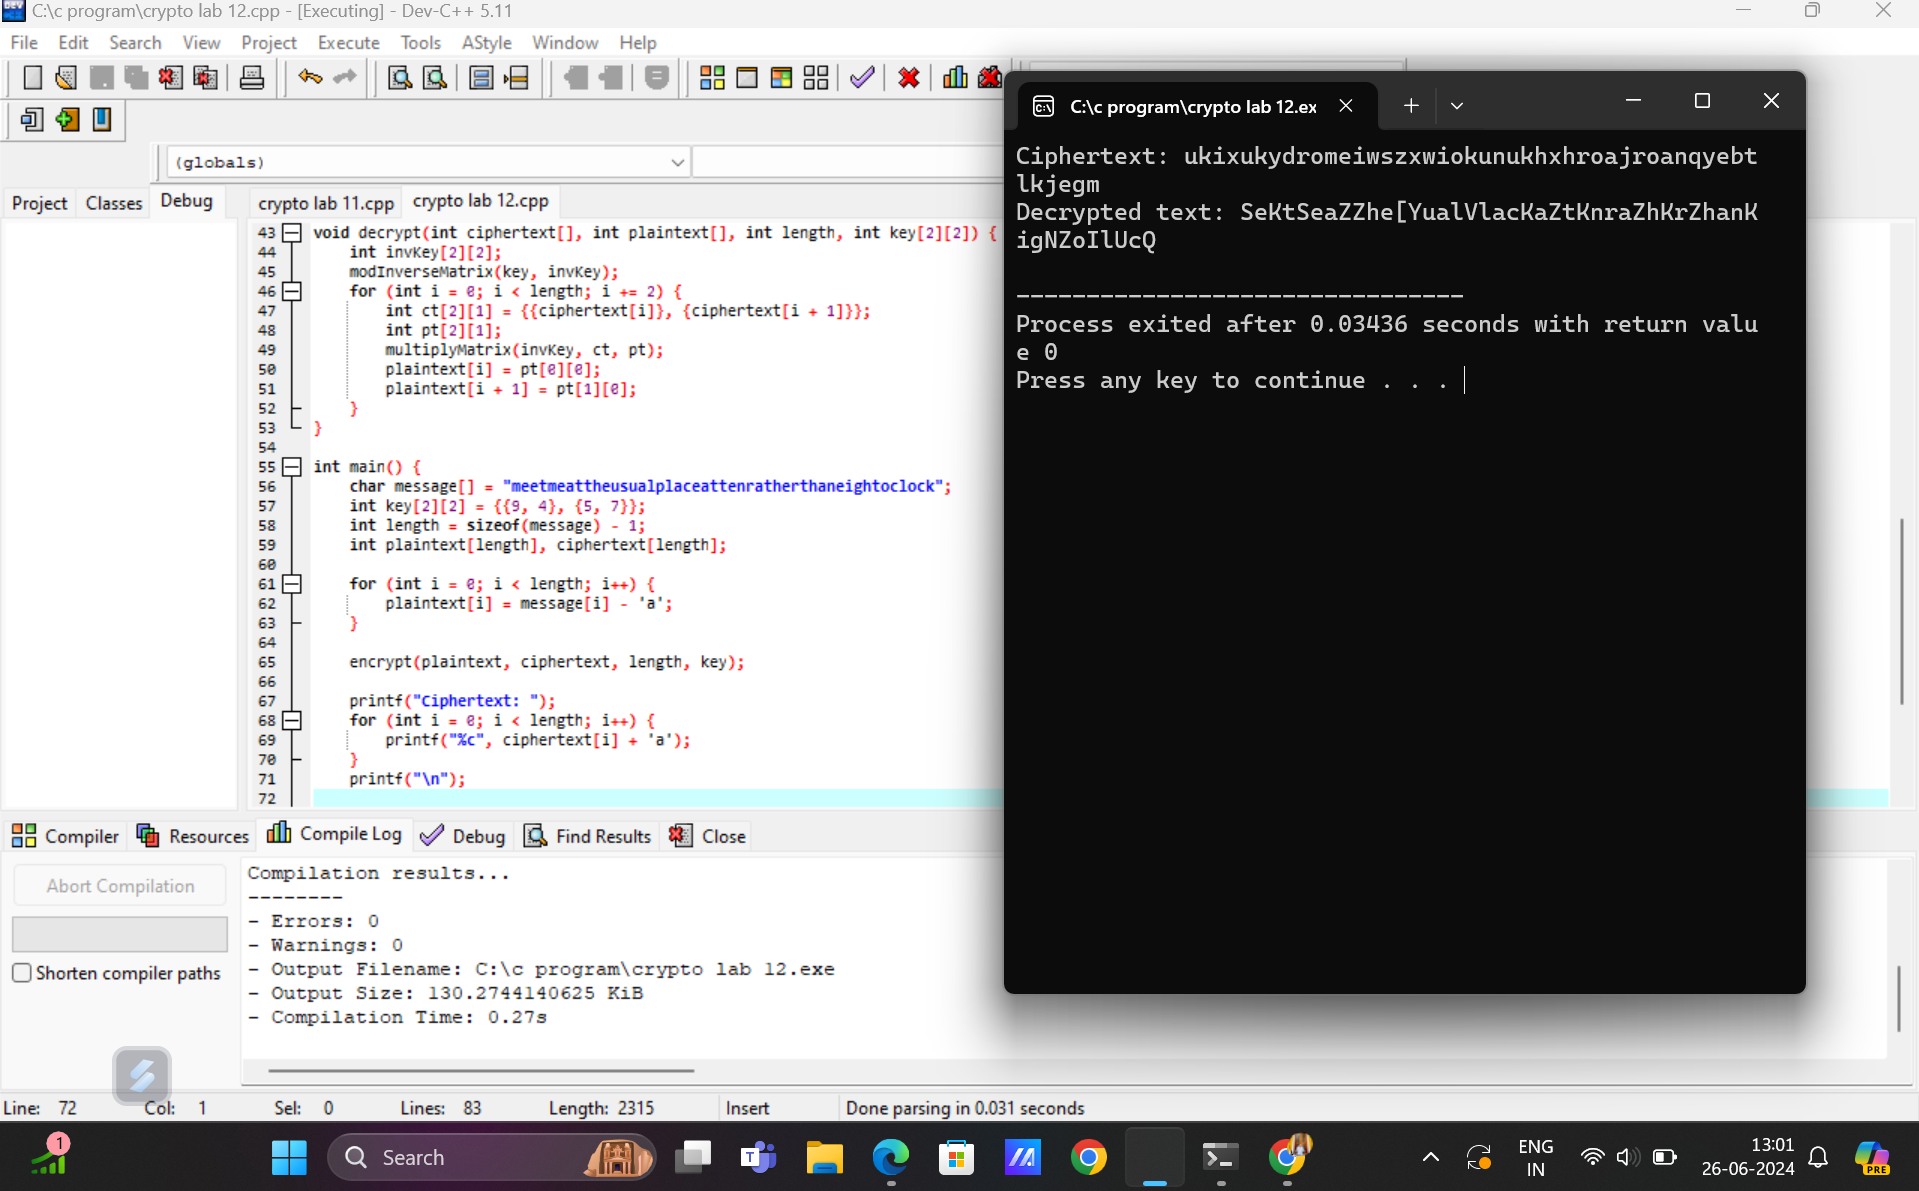 C:\c program\crypto lab 12.cpp - [Executing] - Dev-C++ 5.11
File Edit Search View Project Execute Tools AStyle Window Help
(globals)
Project Classes Debug
crypto lab 11.cpp crypto lab 12.cpp
43 void decrypt(int ciphertext[], int plaintext[], int length, int key[2][2]) {
44 int invKey[2][2];
45 modInverseMatrix(key, invKey);
46 for (int i = 0; i < length; i += 2) {
47 int ct[2][1] = {{ciphertext[i]}, {ciphertext[i + 1]}};
48 int pt[2][1];
49 multiplyMatrix(invKey, ct, pt);
50 plaintext[i] = pt[0][0];
51 plaintext[i + 1] = pt[1][0];
52 }
53 }
54
55 int main() {
56 char message[] = "meetmeattheusualplaceattenratherthaneightoclock";
57 int key[2][2] = {{9, 4}, {5, 7}};
58 int length = sizeof(message) - 1;
59 int plaintext[length], ciphertext[length];
60
61 for (int i = 0; i < length; i++) {
62 plaintext[i] = message[i] - 'a';
63 }
64
65 encrypt(plaintext, ciphertext, length, key);
66
67 printf("Ciphertext: ");
68 for (int i = 0; i < length; i++) {
69 printf("%c", ciphertext[i] + 'a');
70 }
71 printf("\n");
72
C:\c program\crypto lab 12.ex
Ciphertext: ukixukydromeiwszxwiokunukhxhroajroanqyebt
lkjegm
Decrypted text: SeKtSeaZZhe[YualVlacKaZtKnraZhKrZhanK
igNZoIlUcQ
--------------------------------
Process exited after 0.03436 seconds with return valu
e 0
Press any key to continue . . .
Compiler Resources Compile Log Debug Find Results Close
Abort Compilation
Shorten compiler paths
Compilation results...
--------
- Errors: 0
- Warnings: 0
- Output Filename: C:\c program\crypto lab 12.exe
- Output Size: 130.2744140625 KiB
- Compilation Time: 0.27s
Line: 72 Col: 1 Sel: 0 Lines: 83 Length: 2315 Insert Done parsing in 0.031 seconds
1
Search
ENG
IN
13:01
26-06-2024
PRE